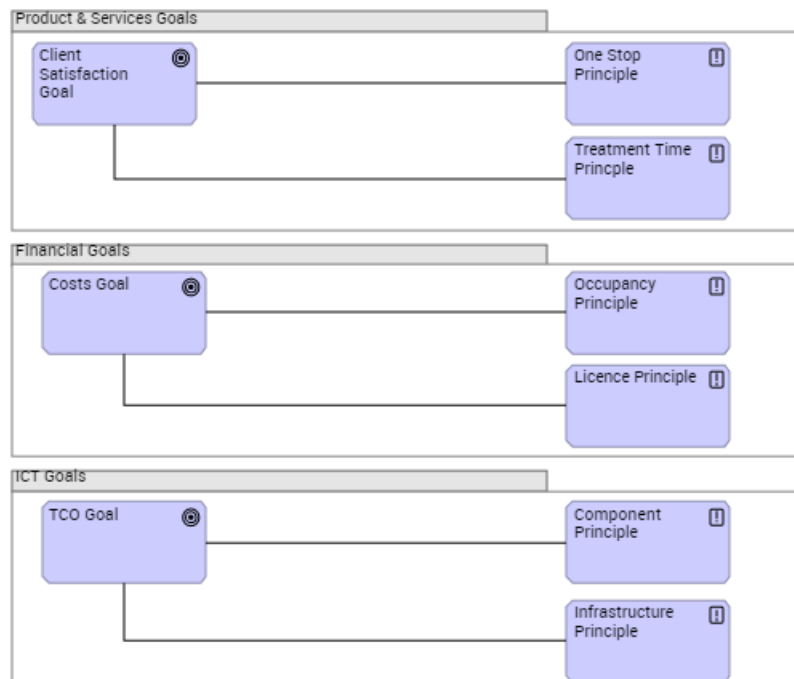 Product & Services Goals
Client
Satisfaction
Goal
One Stop
Principle
Treatment Time
Princple
Financial Goals
Costs Goal
Occupancy
Principle
Licence Principle
ICT Goals
TCO Goal
Component
Principle
Infrastructure
Principle